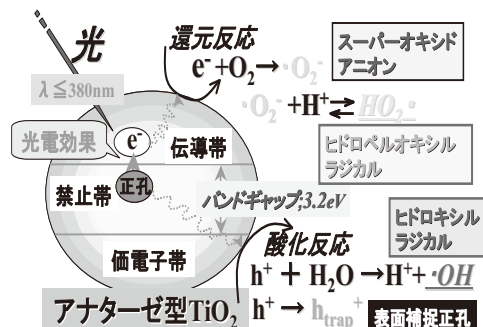 光
λ≦380nm
光電効果
還元反応
e⁻+O₂→·O₂⁻
スーパーオキシド
アニオン
·O₂⁻+H⁺⇄HO₂·
ヒドロペルオキシル
ラジカル
e⁻
伝導帯
禁止帯
正孔
バンドギャップ;3.2eV
ヒドロキシル
ラジカル
価電子帯
酸化反応
h⁺+H₂O→H⁺+·OH
アナターゼ型TiO₂
h⁺→h_trap⁺
表面補捉正孔